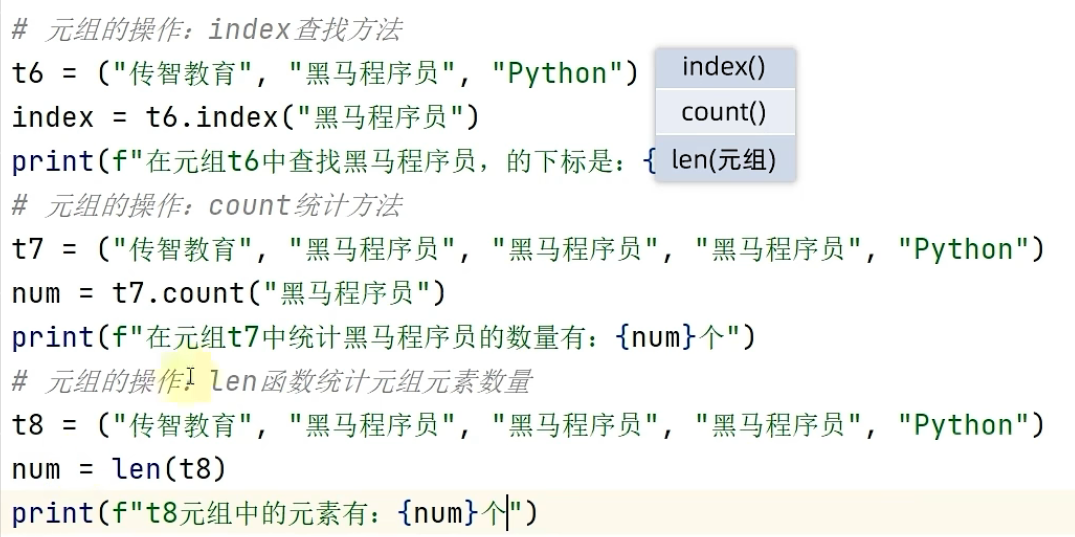 # 元组的操作：index查找方法
t6 = ("传智教育", "黑马程序员", "Python")
index = t6.index("黑马程序员")
print(f"在元组t6中查找黑马程序员，的下标是：{
index()
count()
len(元组)
# 元组的操作：count统计方法
t7 = ("传智教育", "黑马程序员", "黑马程序员", "黑马程序员", "Python")
num = t7.count("黑马程序员")
print(f"在元组t7中统计黑马程序员的数量有：{num}个")
# 元组的操作：len函数统计元组元素数量
t8 = ("传智教育", "黑马程序员", "黑马程序员", "黑马程序员", "Python")
num = len(t8)
print(f"t8元组中的元素有：{num}个")